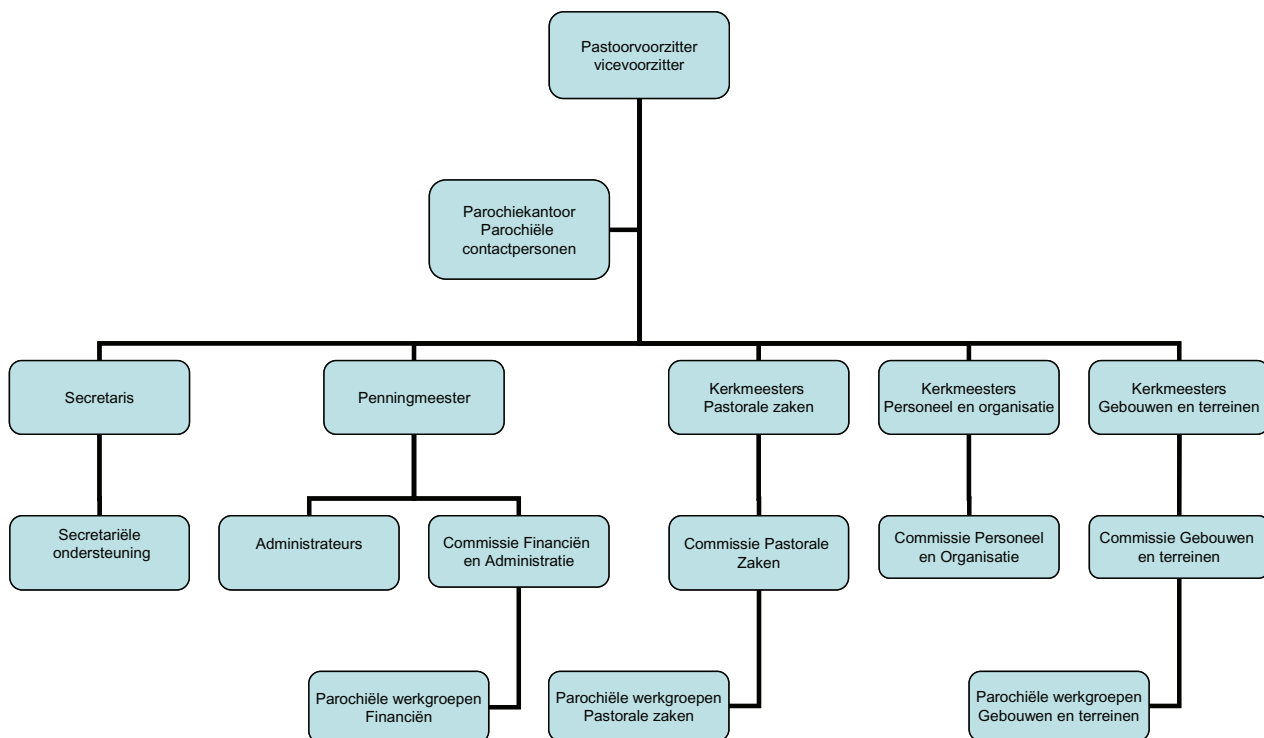 Pastoorvoorzitter
vicevoorzitter
Parochiekantoor
Parochiële
contactpersonen
Secretaris
Penningmeester
Kerkmeesters
Pastorale zaken
Kerkmeesters
Personeel en organisatie
Kerkmeesters
Gebouwen en terreinen
Secretariële
ondersteuning
Administrateurs
Commissie Financiën
en Administratie
Commissie Pastorale
Zaken
Commissie Personeel
en Organisatie
Commissie Gebouwen
en terreinen
Parochiële werkgroepen
Financiën
Parochiële werkgroepen
Pastorale zaken
Parochiële werkgroepen
Gebouwen en terreinen